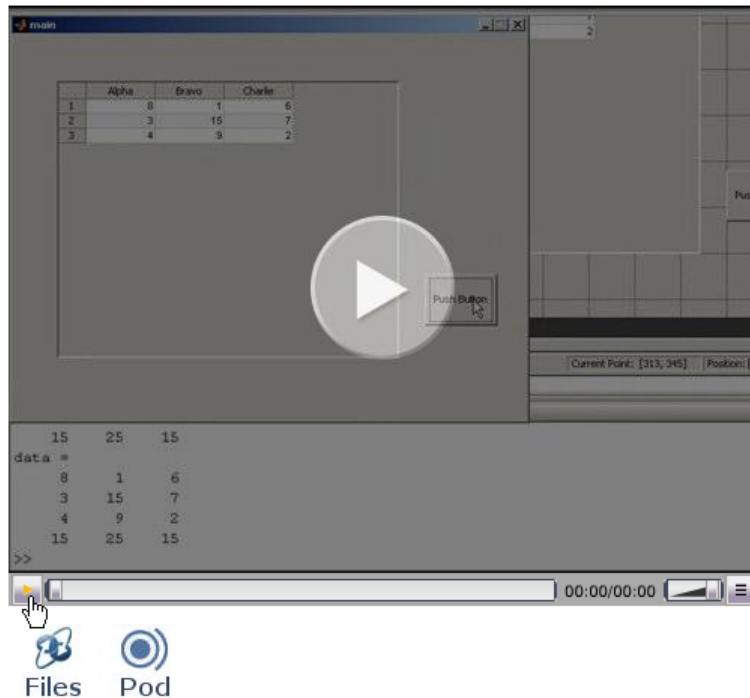 main
2
Alpha Bravo Charlie
1 8 1 6
2 3 15 7
3 4 9 2
Push Button
Current Point: [313, 345] Position: [
15 25 15
data =
8 1 6
3 15 7
4 9 2
15 25 15
>>
00:00/00:00
Files Pod